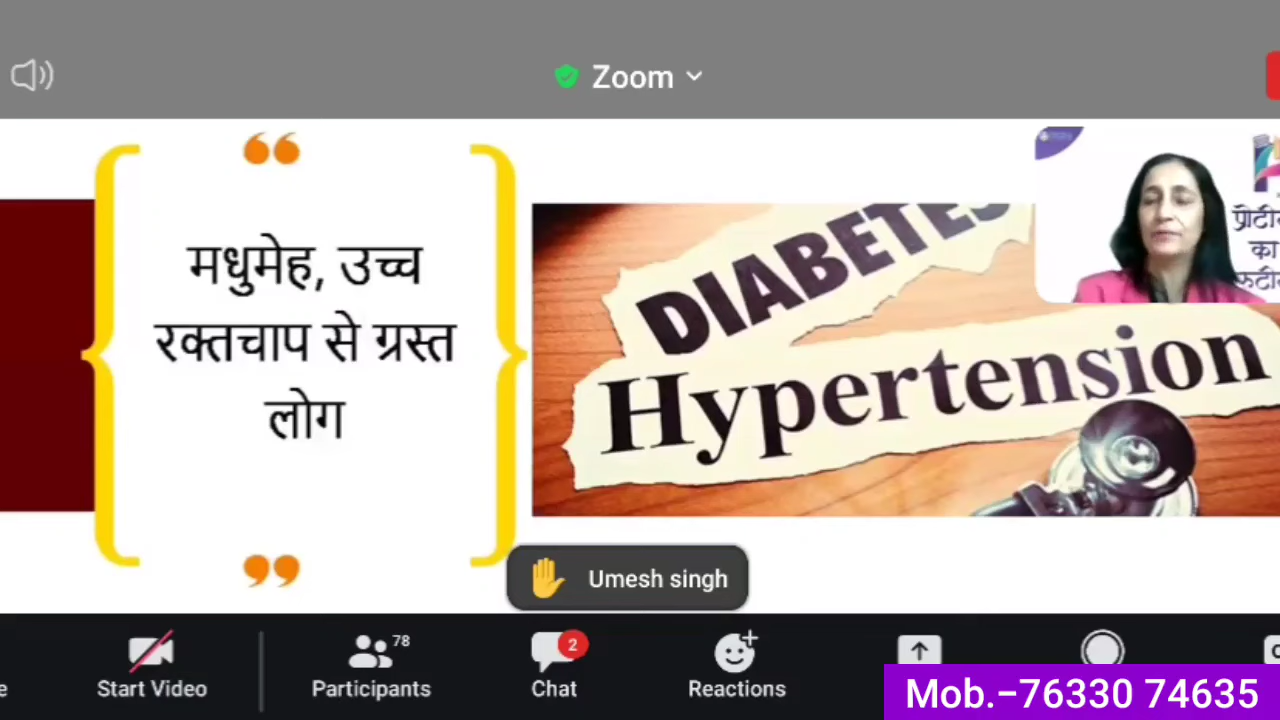 Zoom
“
मधुमेह, उच्च
रक्तचाप से ग्रस्त
लोग
”
DIABETES
Hypertension
का
Umesh singh
Start Video
78
Participants
2
Chat
Reactions
Mob.-76330 74635